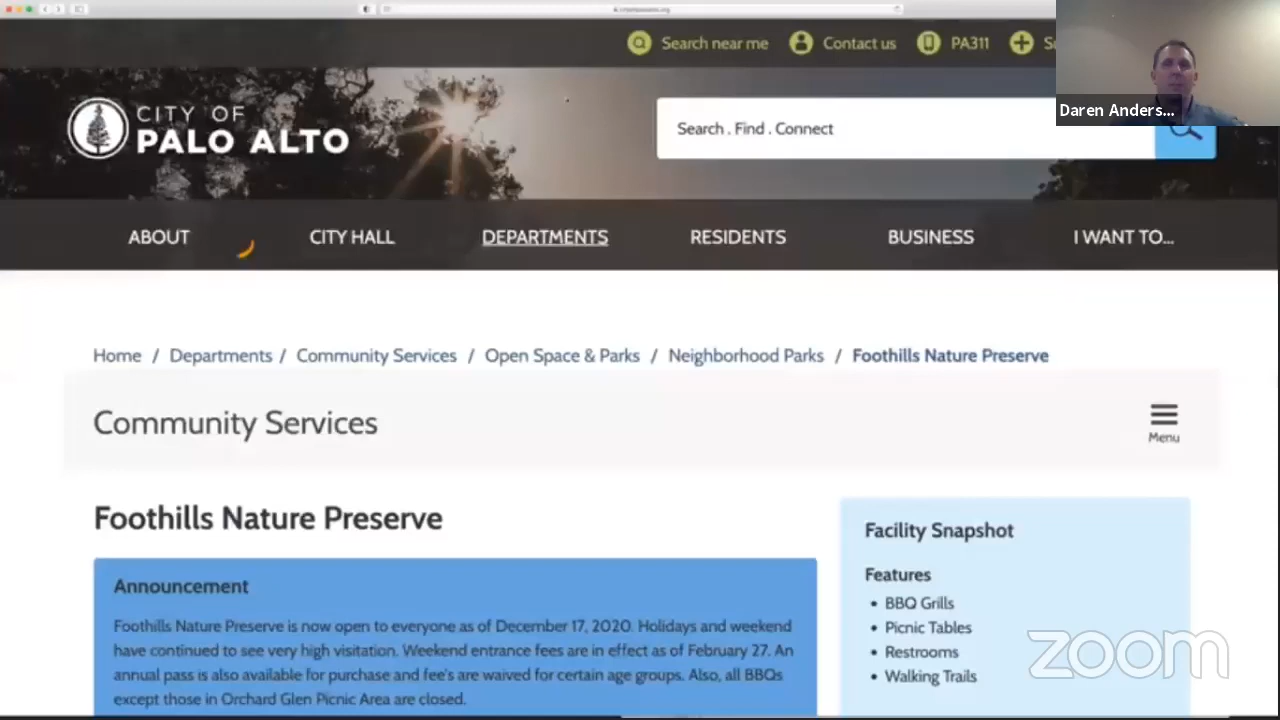 Search near me
Contact us
PA311
Daren Anders...
CITY OF
PALO ALTO
Search . Find . Connect
ABOUT
CITY HALL
DEPARTMENTS
RESIDENTS
BUSINESS
I WANT TO...
Home / Departments / Community Services / Open Space & Parks / Neighborhood Parks / Foothills Nature Preserve
Community Services
Menu
Foothills Nature Preserve
Announcement
Foothills Nature Preserve is now open to everyone as of December 17, 2020. Holidays and weekend
have continued to see very high visitation. Weekend entrance fees are in effect as of February 27. An
annual pass is also available for purchase and fee's are waived for certain age groups. Also, all BBQs
except those in Orchard Glen Picnic Area are closed.
Facility Snapshot
Features
• BBQ Grills
• Picnic Tables
• Restrooms
• Walking Trails
zoom